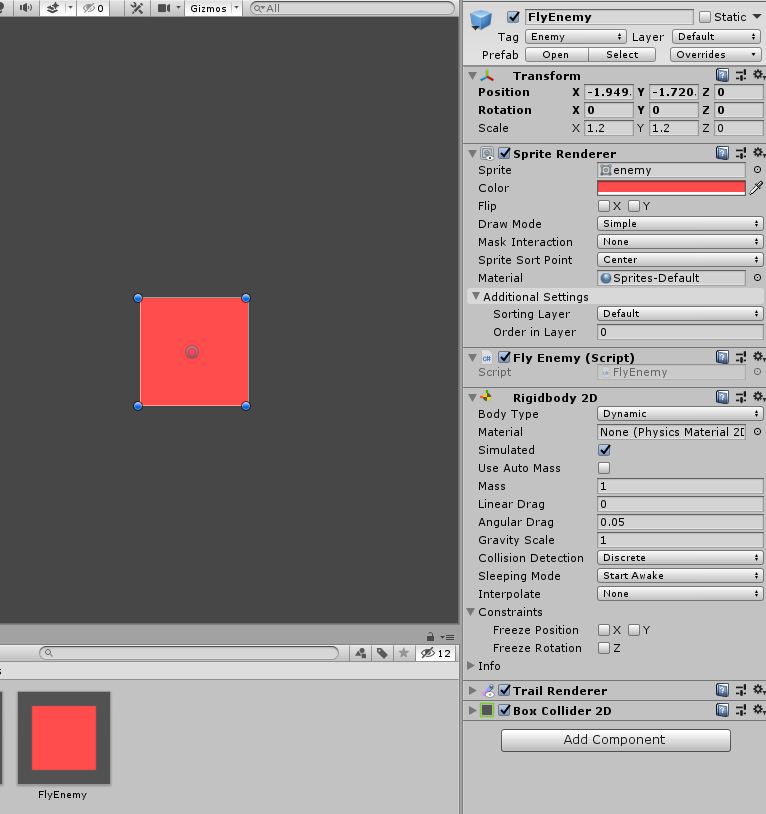 0 Gizmos All
FlyEnemy Static
Tag Enemy Layer Default
Prefab Open Select Overrides
Transform
Position X -1.949 Y -1.720 Z 0
Rotation X 0 Y 0 Z 0
Scale X 1.2 Y 1.2 Z 0
Sprite Renderer
Sprite enemy
Color
Flip X Y
Draw Mode Simple
Mask Interaction None
Sprite Sort Point Center
Material Sprites-Default
Additional Settings
Sorting Layer Default
Order in Layer 0
Fly Enemy (Script)
Script FlyEnemy
Rigidbody 2D
Body Type Dynamic
Material None (Physics Material 2D
Simulated
Use Auto Mass
Mass 1
Linear Drag 0
Angular Drag 0.05
Gravity Scale 1
Collision Detection Discrete
Sleeping Mode Start Awake
Interpolate None
Constraints
Freeze Position X Y
Freeze Rotation Z
Info
Trail Renderer
Box Collider 2D
Add Component
12
s
FlyEnemy